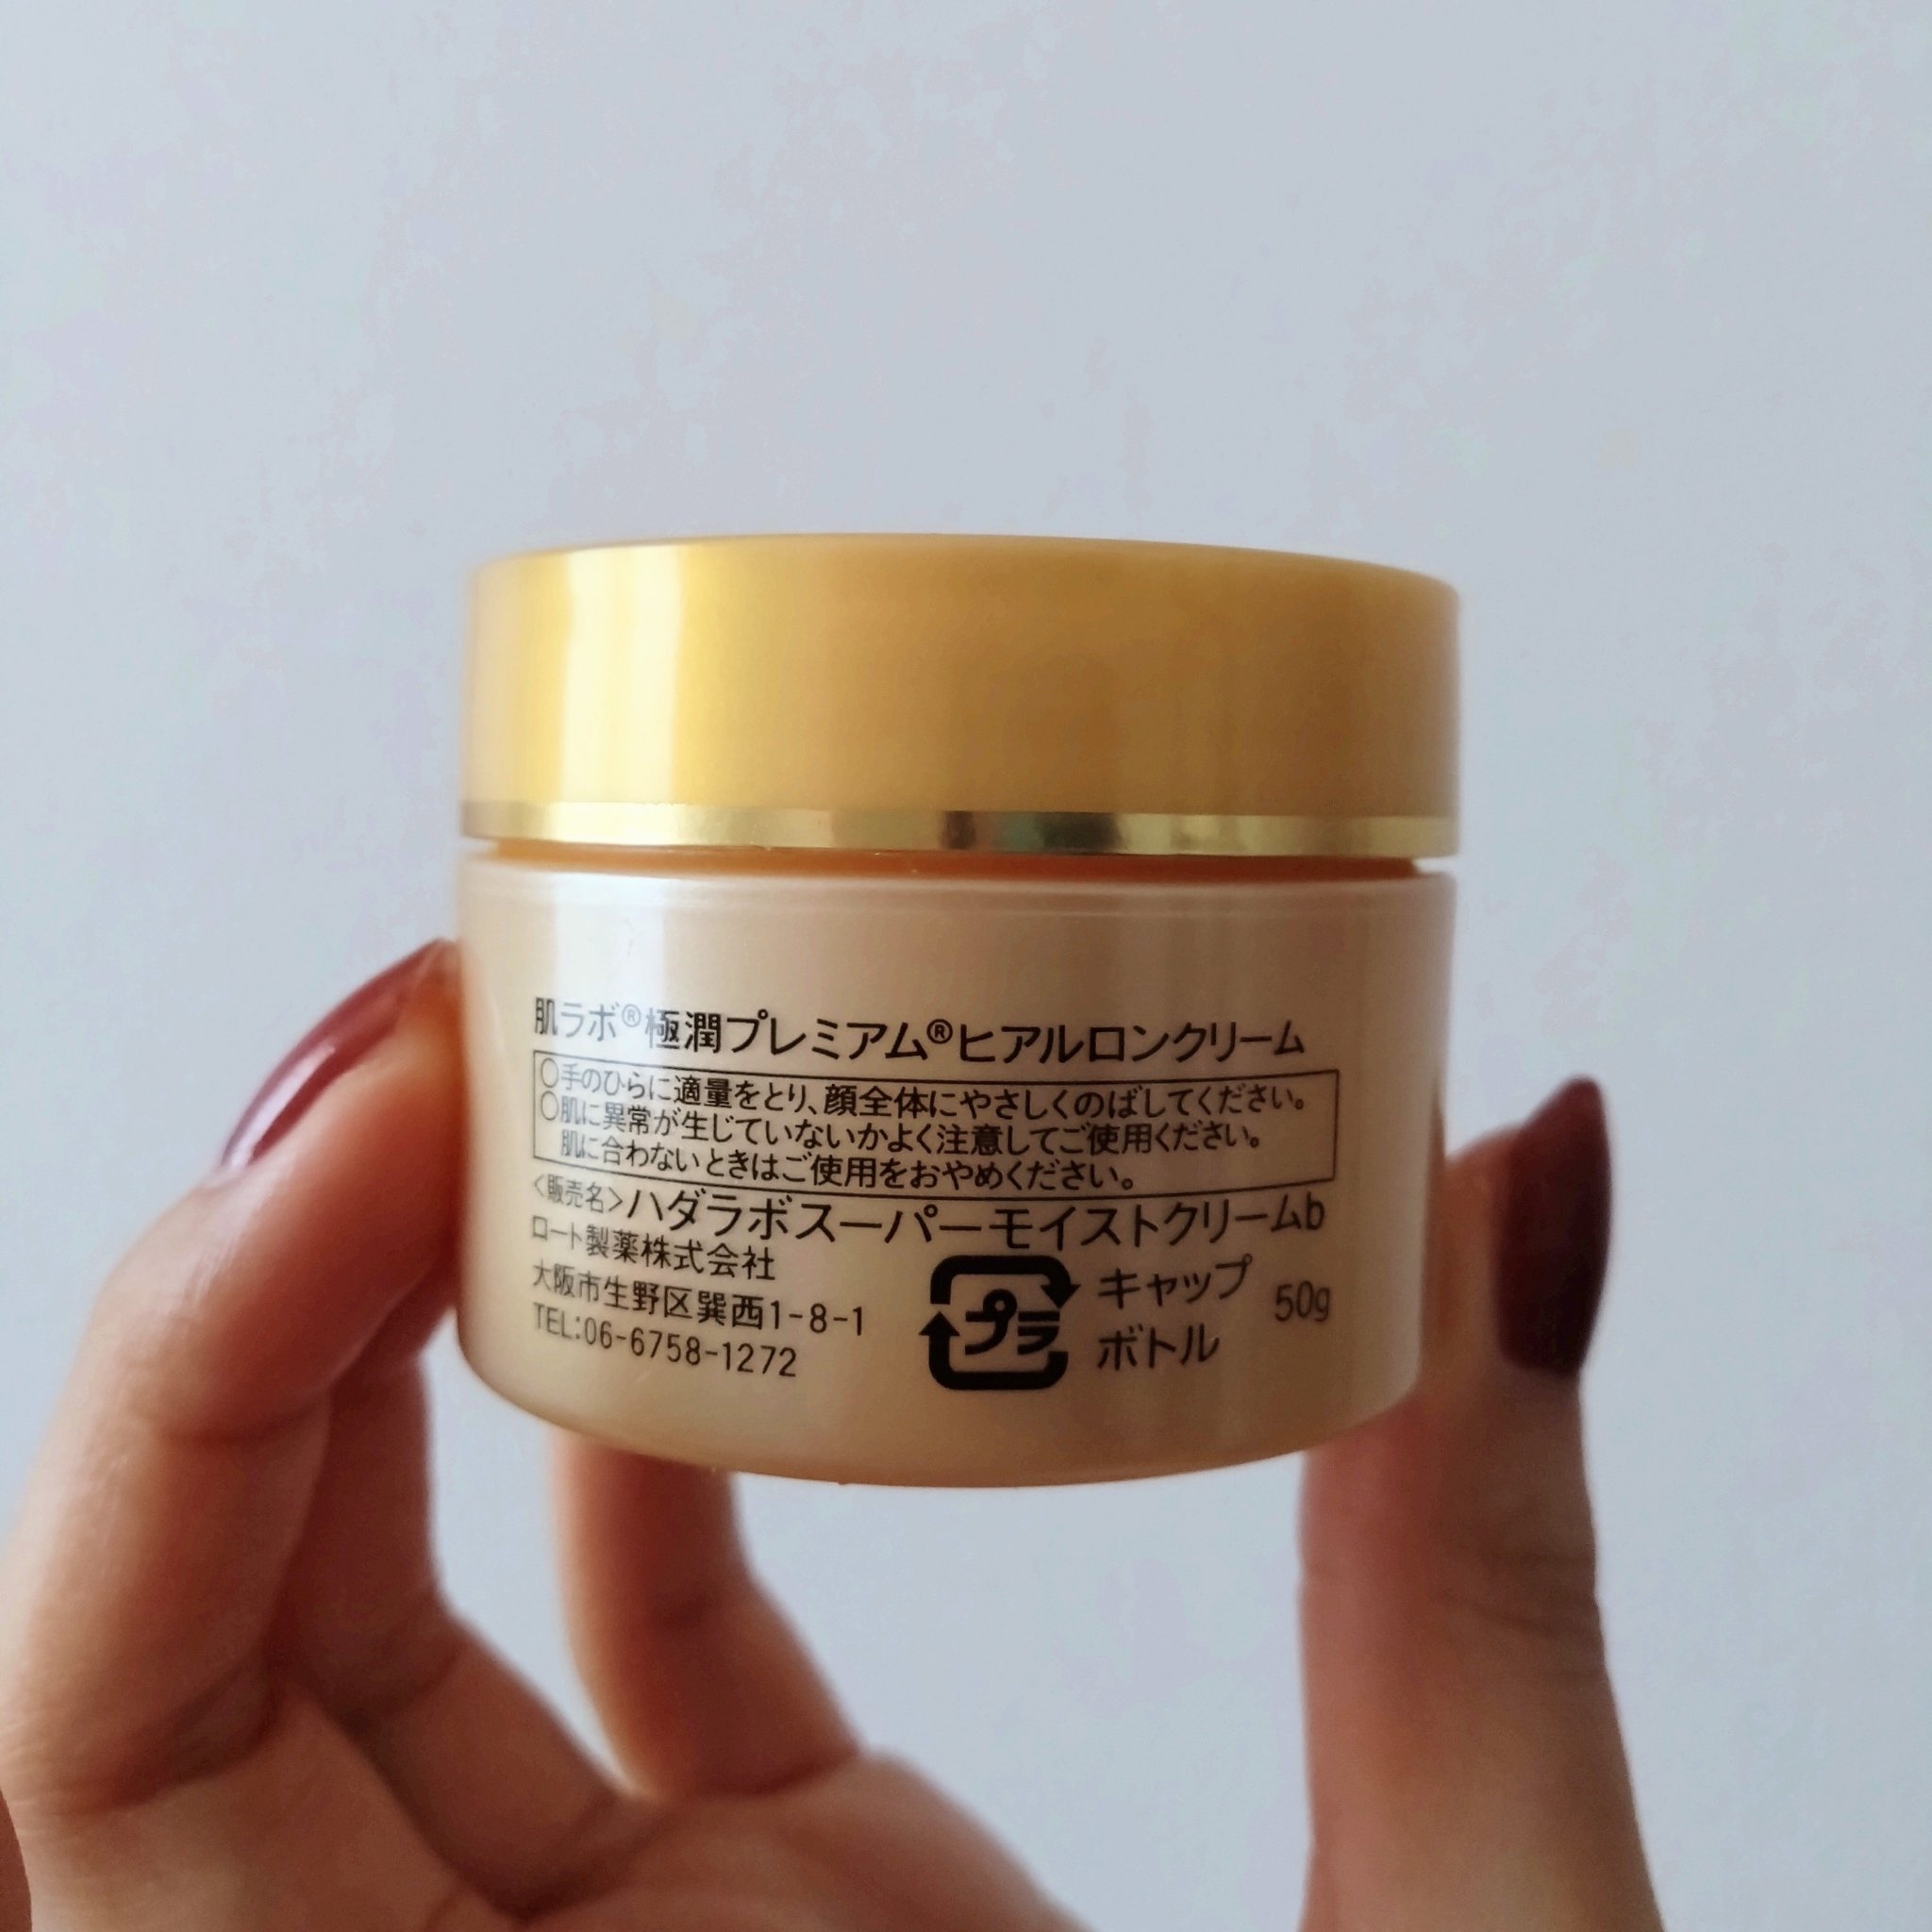 肌ラボ®極潤プレミアム®ヒアルロンクリーム
○手のひらに適量をとり、顔全体にやさしくのばしてください。
○肌に異常が生じていないかよく注意してご使用ください。
肌に合わないときはご使用をおやめください。
<販売名>ハダラボスーパーモイストクリームb
ロート製薬株式会社
大阪市生野区巽西1-8-1
TEL:06-6758-1272
プラ
キャップ
ボトル
50g